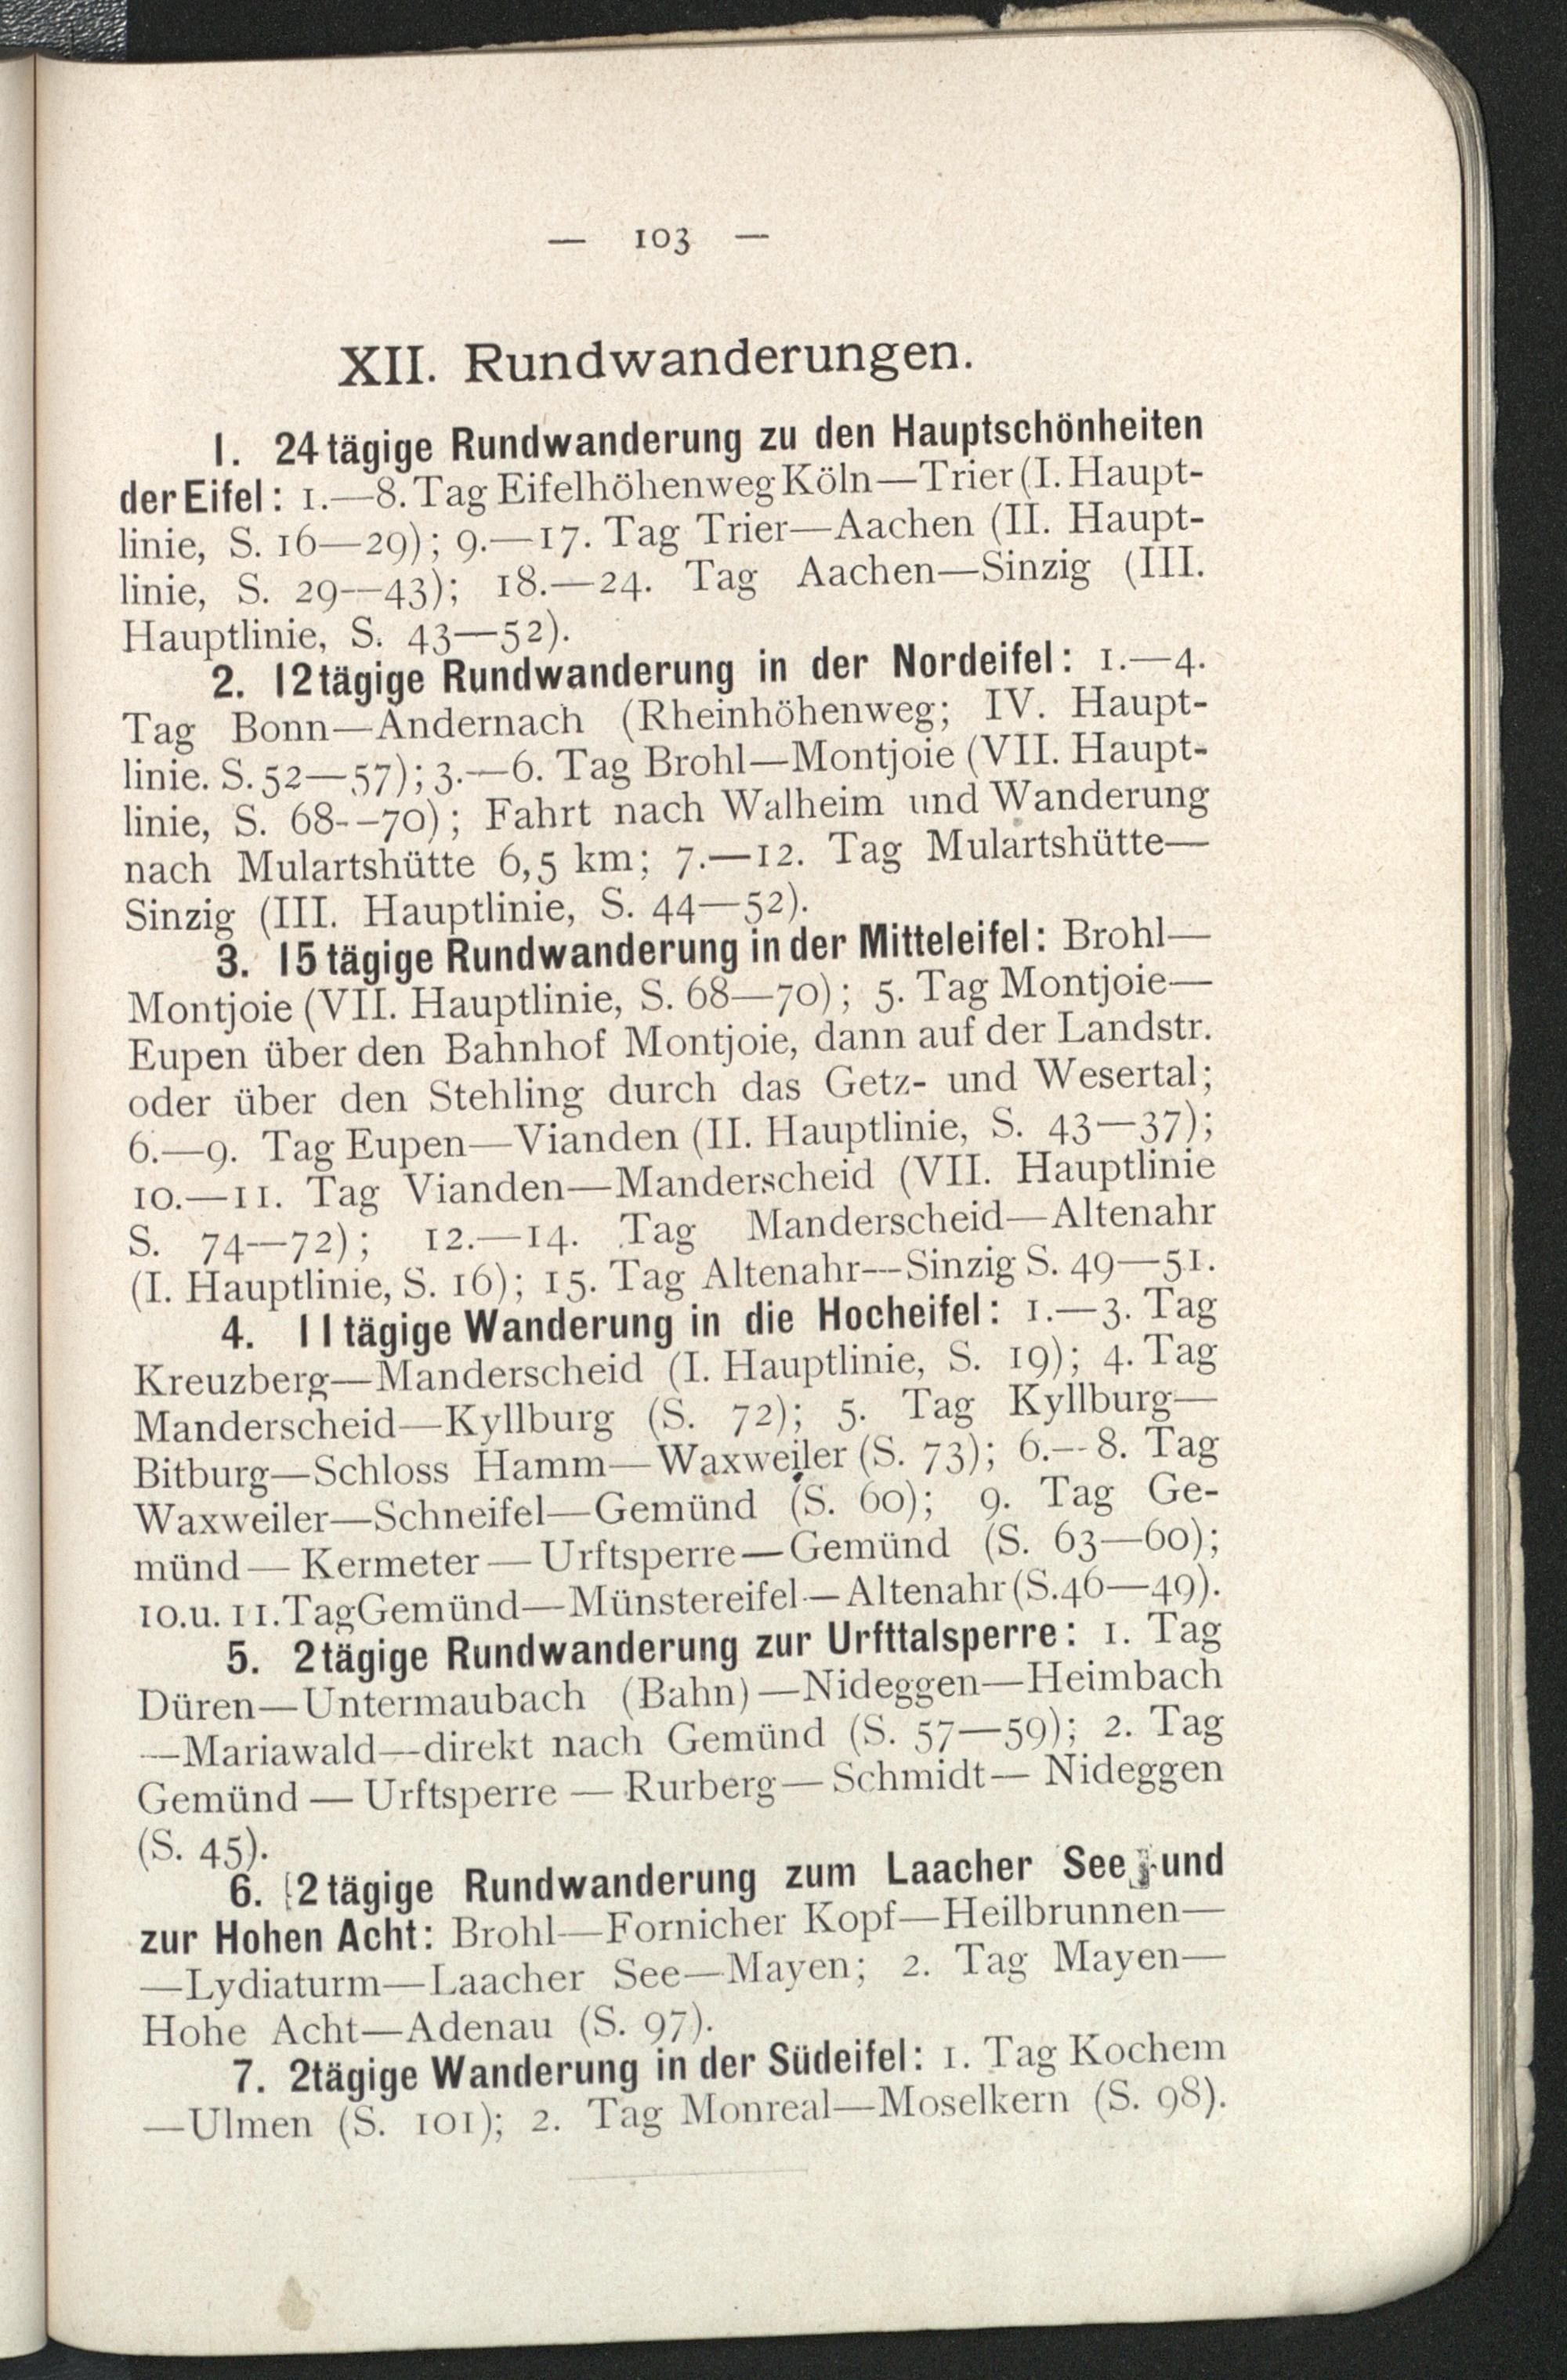 — 103 —
XII. Rundwanderungen.
1. 24tägige Rundwanderung zu den Hauptschönheiten
der Eifel: 1.—8. Tag Eifelhöhenweg Köln—Trier (I. Haupt-
linie, S. 16—29); 9.—17. Tag Trier—Aachen (II. Haupt-
linie, S. 29—43); 18.—24. Tag Aachen—Sinzig (III.
Hauptlinie, S. 43—52).
2. 12tägige Rundwanderung in der Nordeifel: 1.—4.
Tag Bonn—Andernach (Rheinhöhenweg; IV. Haupt-
linie. S. 52—57); 3.—6. Tag Brohl—Montjoie (VII. Haupt-
linie, S. 68--70); Fahrt nach Walheim und Wanderung
nach Mulartshütte 6,5 km; 7.—12. Tag Mulartshütte—
Sinzig (III. Hauptlinie, S. 44—52).
3. 15tägige Rundwanderung in der Mitteleifel: Brohl—
Montjoie (VII. Hauptlinie, S. 68—70); 5. Tag Montjoie—
Eupen über den Bahnhof Montjoie, dann auf der Landstr.
oder über den Stehling durch das Getz- und Wesertal;
6.—9. Tag Eupen—Vianden (II. Hauptlinie, S. 43—37);
10.—11. Tag Vianden—Manderscheid (VII. Hauptlinie
S. 74—72); 12.—14. Tag Manderscheid—Altenahr
(I. Hauptlinie, S. 16); 15. Tag Altenahr—Sinzig S. 49—51.
4. 11tägige Wanderung in die Hocheifel: 1.—3. Tag
Kreuzberg—Manderscheid (I. Hauptlinie, S. 19); 4. Tag
Manderscheid—Kyllburg (S. 72); 5. Tag Kyllburg—
Bitburg—Schloss Hamm—Waxweiler (S. 73); 6.—8. Tag
Waxweiler—Schneifel—Gemünd (S. 60); 9. Tag Ge-
münd—Kermeter—Urftsperre—Gemünd (S. 63—60);
10.u. 11. Tag Gemünd—Münstereifel—Altenahr (S.46—49).
5. 2tägige Rundwanderung zur Urfttalsperre: 1. Tag
Düren—Untermaubach (Bahn)—Nideggen—Heimbach
—Mariawald—direkt nach Gemünd (S. 57—59); 2. Tag
Gemünd — Urftsperre — Rurberg — Schmidt — Nideggen
(S. 45).
6. 2tägige Rundwanderung zum Laacher See und
zur Hohen Acht: Brohl—Fornicher Kopf—Heilbrunnen—
—Lydiaturm—Laacher See—Mayen; 2. Tag Mayen—
Hohe Acht—Adenau (S. 97).
7. 2tägige Wanderung in der Südeifel: 1. Tag Kochem
—Ulmen (S. 101); 2. Tag Monreal—Moselkern (S. 98).